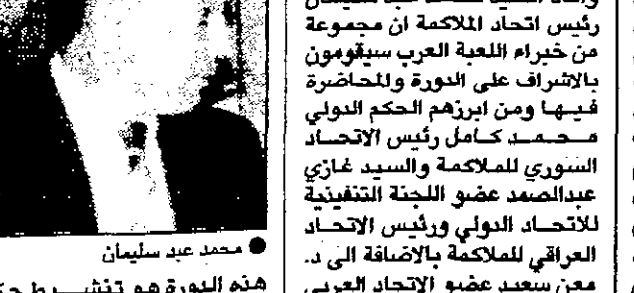 رئيس اتحاد الملاكمة ان مجموعة
من خبراء اللعبة العرب سيقومون
بالاشراف على الدورة والمحاضرة
فيها ومن ابرزهم الحكم الدولي
محمد كامل رئيس الاتحاد
السوري للملاكمة والسيد غازي
عبدالصمد عضو اللجنة التنفيذية
للاتحاد الدولي ورئيس الاتحاد
العراقي للملاكمة بالاضافة الى د.
معن سعيد عضو الاتحاد العربي
● محمد عبد سليمان
هذه الدورة هو تنشيط